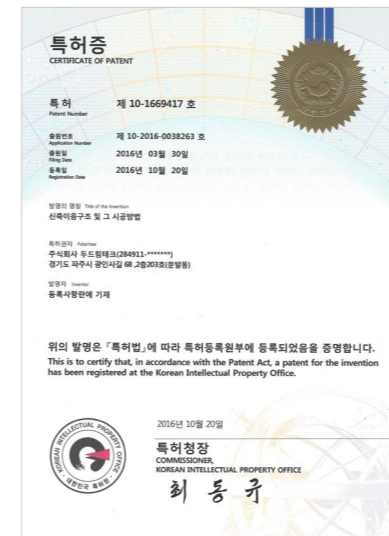 특허증
CERTIFICATE OF PATENT
특 허 제 10-1669417 호
Patent Number
출원번호 제 10-2016-0038263 호
Application Number
출원일 2016년 03월 30일
Filing Date
등록일 2016년 10월 20일
Registration Date
발명의 명칭 Title of the Invention
신축이음구조 및 그 시공방법
특허권자 Patentee
주식회사 두드림테크(284911-*******)
경기도 파주시 광인사길 68 ,2층203호(문발동)
발명자 Inventor
등록사항란에 기재
위의 발명은 「특허법」에 따라 특허등록원부에 등록되었음을 증명합니다.
This is to certify that, in accordance with the Patent Act, a patent for the invention
has been registered at the Korean Intellectual Property Office.
2016년 10월 20일
특허청장
COMMISSIONER,
KOREAN INTELLECTUAL PROPERTY OFFICE
최동규
KOREAN INTELLECTUAL PROPERTY OFFICE
대한민국 특허청